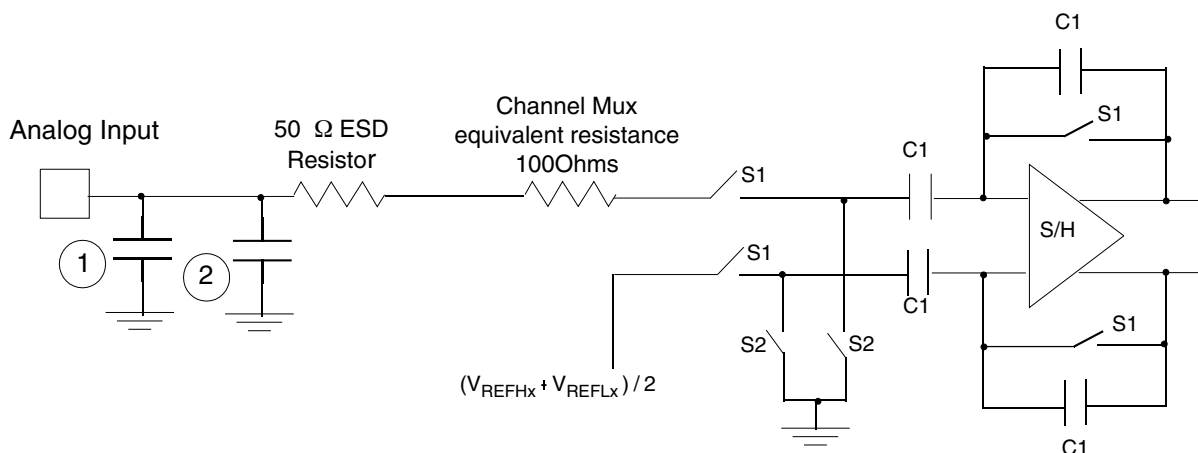 C1
Channel Mux
equivalent resistance
100Ohms
50 Ω ESD
Resistor
Analog Input
S1
C1
S1
S/H
1
2
S1
C1
S1
S2
S2
(VREFHx + VREFLx) / 2
C1